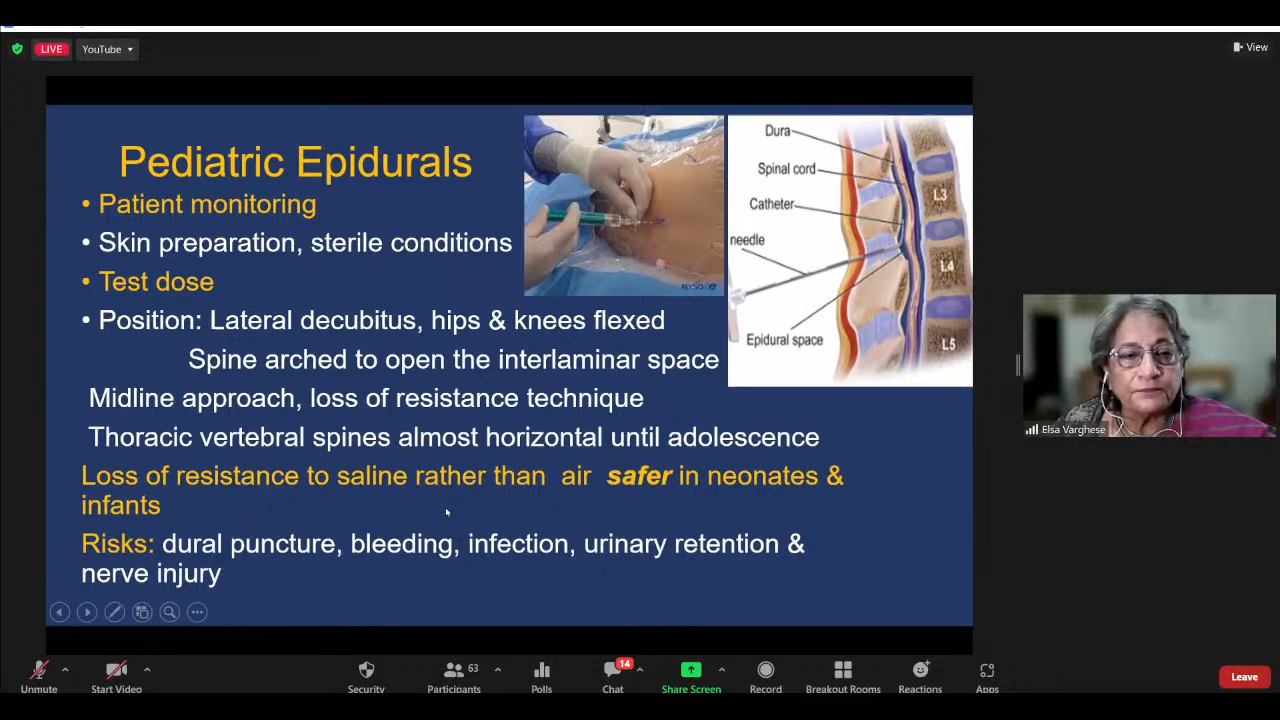 LIVE
YouTube
View
Pediatric Epidurals
• Patient monitoring
• Skin preparation, sterile conditions
• Test dose
• Position: Lateral decubitus, hips & knees flexed
Spine arched to open the interlaminar space
Midline approach, loss of resistance technique
Thoracic vertebral spines almost horizontal until adolescence
Loss of resistance to saline rather than air safer in neonates &
infants
Risks: dural puncture, bleeding, infection, urinary retention &
nerve injury
Dura
Spinal cord
Catheter
needle
Epidural space
L3
L4
L5
Elsa Varghese
Unmute
Start Video
Security
63
Participants
Polls
14
Chat
Share Screen
Record
Breakout Rooms
Reactions
Apps
Leave